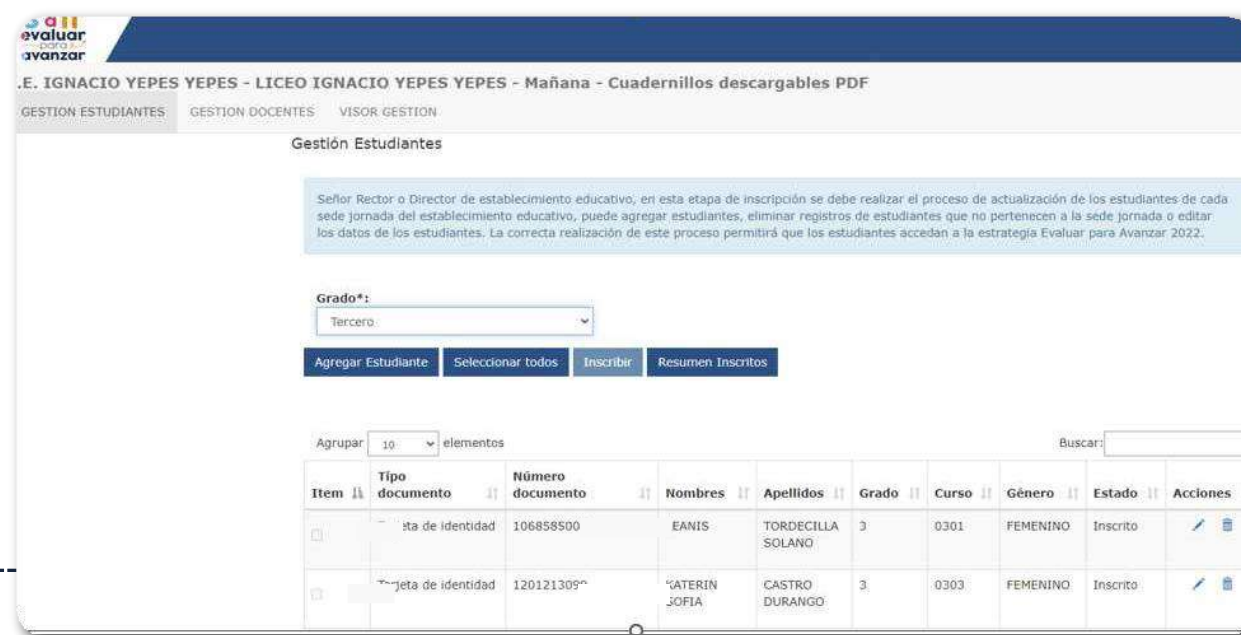 evaluar
para
avanzar
.E. IGNACIO YEPES YEPES - LICEO IGNACIO YEPES YEPES - Mañana - Cuadernillos descargables PDF
GESTION ESTUDIANTES GESTION DOCENTES VISOR GESTION
Gestión Estudiantes
Señor Rector o Director de establecimiento educativo, en esta etapa de inscripción se debe realizar el proceso de actualización de los estudiantes de cada
sede jornada del establecimiento educativo, puede agregar estudiantes, eliminar registros de estudiantes que no pertenecen a la sede jornada o editar
los datos de los estudiantes. La correcta realización de este proceso permitirá que los estudiantes accedan a la estrategia Evaluar para Avanzar 2022.
Grado*:
Tercero
Agregar Estudiante Seleccionar todos Inscribir Resumen Inscritos
Agrupar 10 elementos Buscar:
Item Tipo documento Número documento Nombres Apellidos Grado Curso Género Estado Acciones
de identidad 106858500 EANIS TORDECILLA 3 0301 FEMENINO Inscrito
SOLANO
Tarjeta de identidad KATERIN CASTRO 3 0303 FEMENINO Inscrito
SOFIA DURANGO